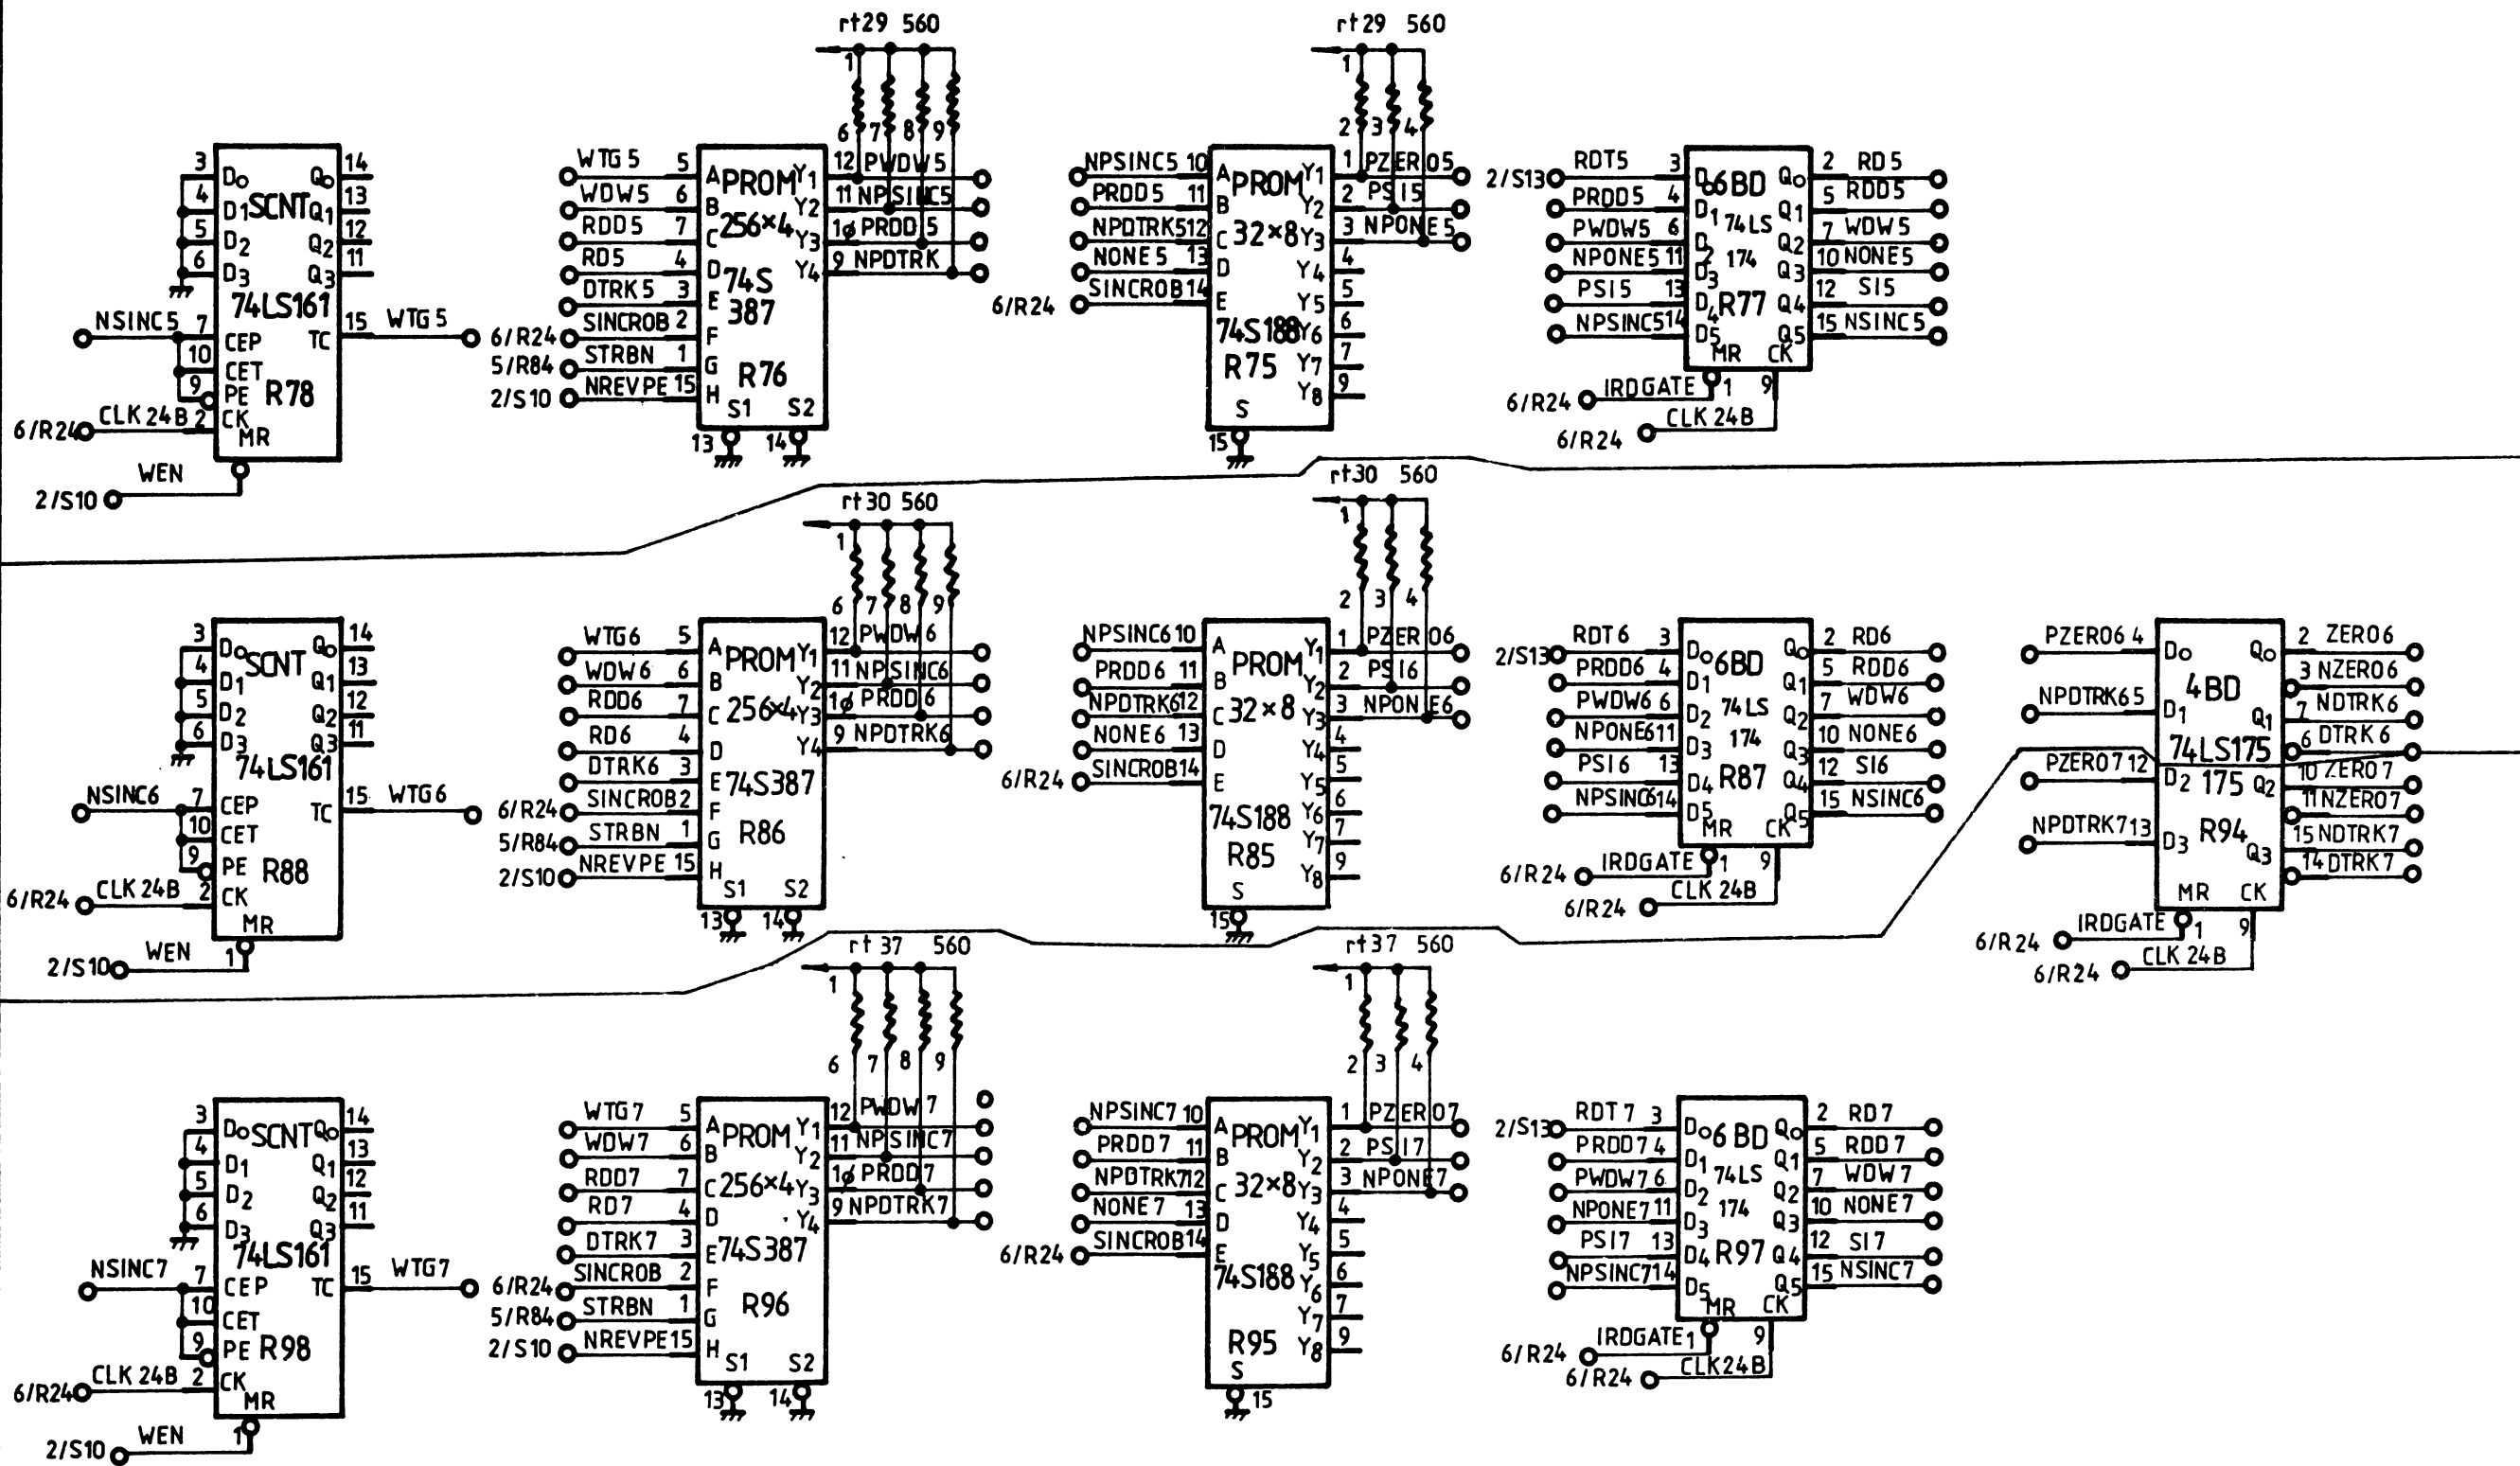 rt29 560
rt29 560
3 D0 SCNT Q0 14
4 D1 Q1 13
5 D2 Q2 12
6 D3 Q3 11
74LS161
NSINC5 7 CEP TC 15 WTG5
10 CET
9 PE R78
6/R24 CLK 24B 2 CK
MR
WEN
2/S10
1
6 7 8 9
WTG5 5 A PROM Y1 12 PWDW5
WDW5 6 B Y2 11 NPSINC5
RDD5 7 C 256×4 Y3 1ϕ PRDD5
RD5 4 D 74S Y4 9 NPDTRK
DTRK5 3 E 387
6/R24 SINCROB 2 F
5/R84 STRBN 1 G R76
2/S10 NREVPE 15 H
S1 S2
13 14
1
2 3 4
NPSINC5 10 A PROM Y1 1 PZERO5
PRDD5 11 B Y2 2 PSI5
NPDTRK5 12 C 32×8 Y3 3 NPONE5
NONE5 13 D Y4 4
6/R24 SINCROB 14 E Y5 5
74S188 Y6 6
R75 Y7 7
Y8 9
S
15
2/S13 RDT5 3 D0 6BD Q0 2 RD5
PRDD5 4 D1 74LS Q1 5 RDD5
PWDW5 6 D2 174 Q2 7 WDW5
NPONE5 11 D3 Q3 10 NONE5
PSI5 13 D4 R77 Q4 12 SI5
NPSINC5 14 D5 Q5 15 NSINC5
MR CK
6/R24 IRDGATE 1 9
6/R24 CLK 24B
rt30 560
rt30 560
3 D0 SCNT Q0 14
4 D1 Q1 13
5 D2 Q2 12
6 D3 Q3 11
74LS161
NSINC6 7 CEP TC 15 WTG6
10 CET
9 PE R88
6/R24 CLK 24B 2 CK
MR
WEN 1
2/S10
1
6 7 8 9
WTG6 5 A PROM Y1 12 PWDW6
WDW6 6 B Y2 11 NPSINC6
RDD6 7 C 256×4 Y3 1ϕ PRDD6
RD6 4 D Y4 9 NPDTRK6
DTRK6 3 E 74S387
6/R24 SINCROB 2 F
5/R84 STRBN 1 G R86
2/S10 NREVPE 15 H
S1 S2
13 14
1
2 3 4
NPSINC6 10 A PROM Y1 1 PZERO6
PRDD6 11 B Y2 2 PSI6
NPDTRK6 12 C 32×8 Y3 3 NPONE6
NONE6 13 D Y4 4
6/R24 SINCROB 14 E Y5 5
74S188 Y6 6
R85 Y7 7
Y8 9
S
15
2/S13 RDT6 3 D0 6BD Q0 2 RD6
PRDD6 4 D1 74LS Q1 5 RDD6
PWDW6 6 D2 174 Q2 7 WDW6
NPONE6 11 D3 Q3 10 NONE6
PSI6 13 D4 R87 Q4 12 SI6
NPSINC6 14 D5 Q5 15 NSINC6
MR CK
6/R24 IRDGATE 1 9
6/R24 CLK 24B
PZERO6 4 D0 Q0 2 ZERO6
4BD 3 NZERO6
NPDTRK6 5 D1 Q1 7 NDTRK6
74LS175 6 DTRK6
PZERO7 12 D2 175 Q2 10 ZERO7
11 NZERO7
NPDTRK7 13 D3 R94 Q3 15 NDTRK7
14 DTRK7
MR CK
6/R24 IRDGATE 1 9
6/R24 CLK 24B
rt37 560
rt37 560
3 D0 SCNT Q0 14
4 D1 Q1 13
5 D2 Q2 12
6 D3 Q3 11
74LS161
NSINC7 7 CEP TC 15 WTG7
10 CET
9 PE R98
6/R24 CLK 24B 2 CK
MR
WEN 1
2/S10
1
6 7 8 9
WTG7 5 A PROM Y1 12 PWDW7
WDW7 6 B Y2 11 NPSINC7
RDD7 7 C 256×4 Y3 1ϕ PRDD7
RD7 4 D Y4 9 NPDTRK7
DTRK7 3 E 74S387
6/R24 SINCROB 2 F
5/R84 STRBN 1 G R96
2/S10 NREVPE 15 H
S1 S2
13 14
1
2 3 4
NPSINC7 10 A PROM Y1 1 PZERO7
PRDD7 11 B Y2 2 PSI7
NPDTRK7 12 C 32×8 Y3 3 NPONE7
NONE7 13 D Y4 4
6/R24 SINCROB 14 E Y5 5
74S188 Y6 6
Y7 7
R95 Y8 9
S
15
2/S13 RDT7 3 D0 6BD Q0 2 RD7
PRDD7 4 D1 74LS Q1 5 RDD7
PWDW7 6 D2 174 Q2 7 WDW7
NPONE7 11 D3 Q3 10 NONE7
PSI7 13 D4 R97 Q4 12 SI7
NPSINC7 14 D5 Q5 15 NSINC7
MR CK
6/R24 IRDGATE 1 9
6/R24 CLK24B